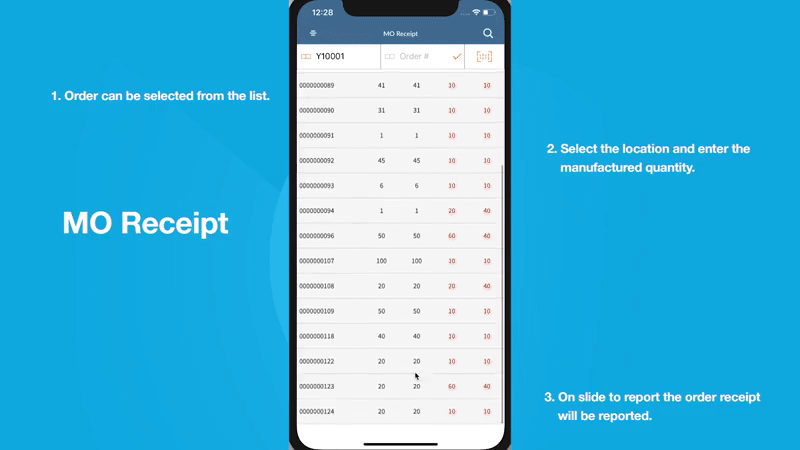 12:28
MO Receipt
Y10001 Order #
1. Order can be selected from the list.
MO Receipt
2. Select the location and enter the
manufactured quantity.
3. On slide to report the order receipt
will be reported.
0000000089 41 41 10 10
0000000090 31 31 10 10
0000000091 1 1 10 10
0000000092 45 45 10 10
0000000093 6 6 10 10
0000000094 1 1 20 40
0000000096 50 50 60 40
0000000107 100 100 10 10
0000000108 20 20 20 40
0000000109 50 50 10 10
0000000118 40 40 10 10
0000000122 20 20 10 10
0000000123 20 20 60 40
0000000124 20 20 10 10